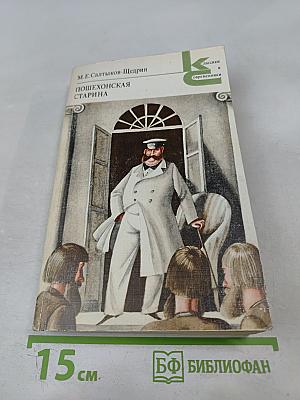 М. Е. Салтыков-Щедрин
ПОШЕХОНСКАЯ
СТАРИНА
Классики и
Современники
15 см.
БФ БИБЛИОФАН